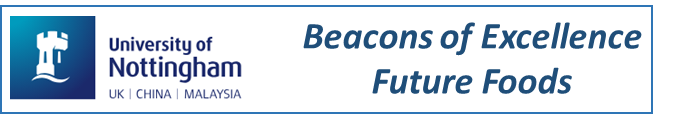 University of
Nottingham
UK | CHINA | MALAYSIA
Beacons of Excellence
Future Foods